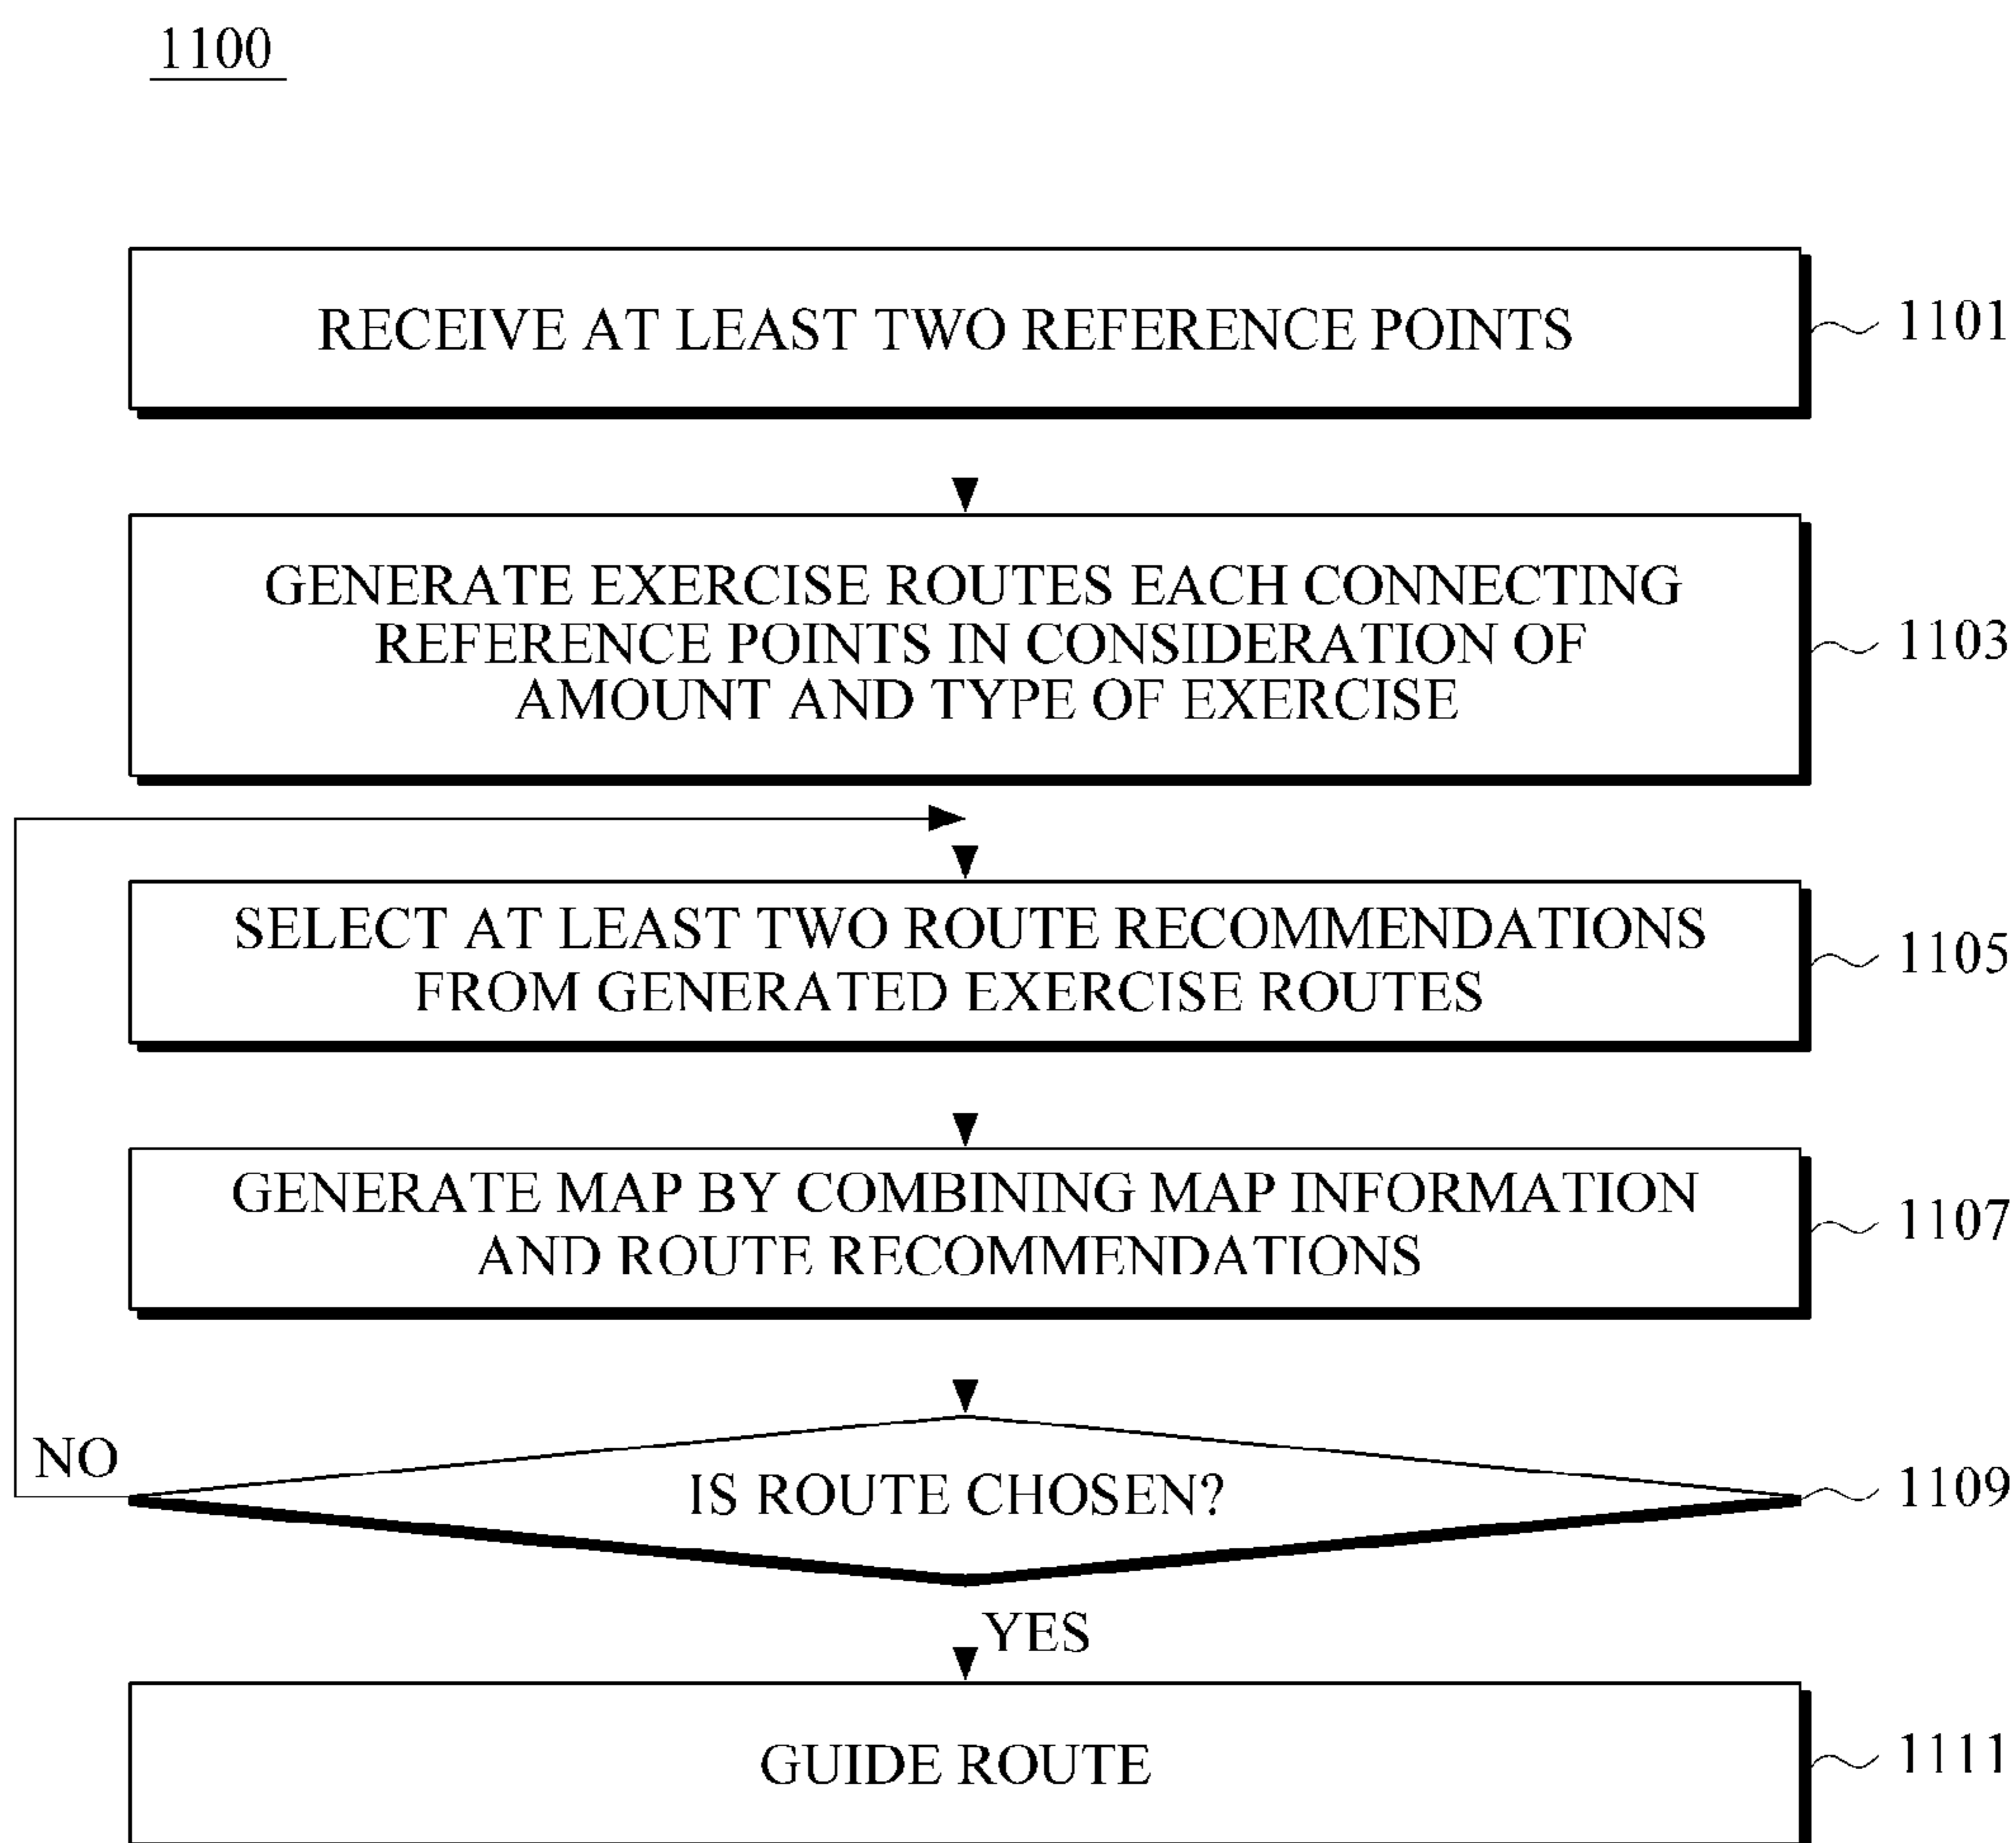 1100
RECEIVE AT LEAST TWO REFERENCE POINTS
1101
GENERATE EXERCISE ROUTES EACH CONNECTING
REFERENCE POINTS IN CONSIDERATION OF
AMOUNT AND TYPE OF EXERCISE
1103
SELECT AT LEAST TWO ROUTE RECOMMENDATIONS
FROM GENERATED EXERCISE ROUTES
1105
GENERATE MAP BY COMBINING MAP INFORMATION
AND ROUTE RECOMMENDATIONS
1107
NO
IS ROUTE CHOSEN?
1109
YES
GUIDE ROUTE
1111